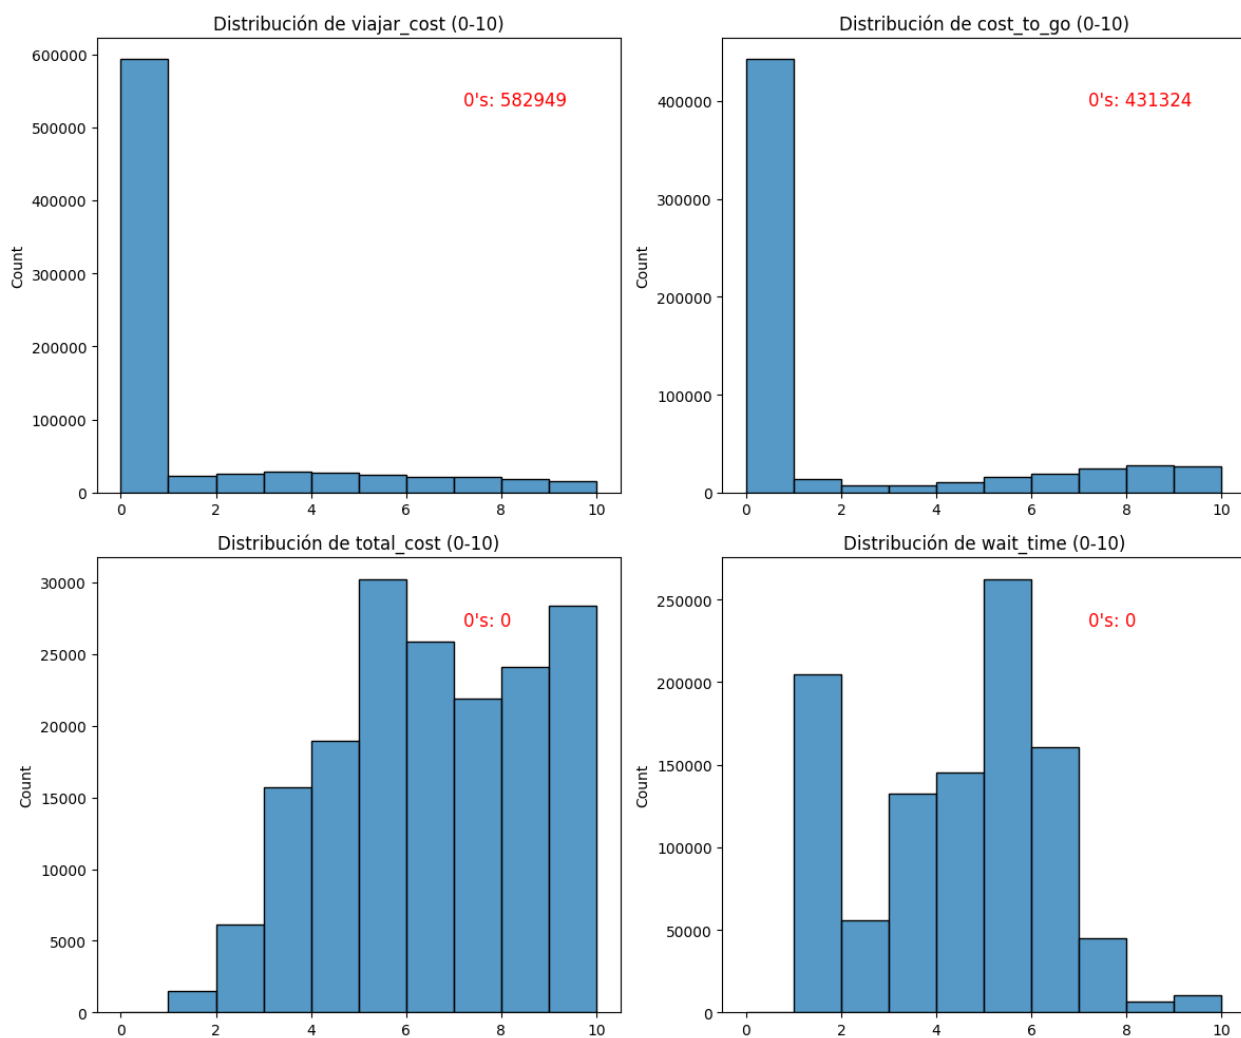 Distribución de viajar_cost (0-10)
600000
500000
400000
300000
200000
100000
0
Count
0's: 582949
0 2 4 6 8 10
Distribución de cost_to_go (0-10)
400000
300000
200000
100000
0
Count
0's: 431324
0 2 4 6 8 10
Distribución de total_cost (0-10)
30000
25000
20000
15000
10000
5000
0
Count
0's: 0
0 2 4 6 8 10
Distribución de wait_time (0-10)
250000
200000
150000
100000
50000
0
Count
0's: 0
0 2 4 6 8 10